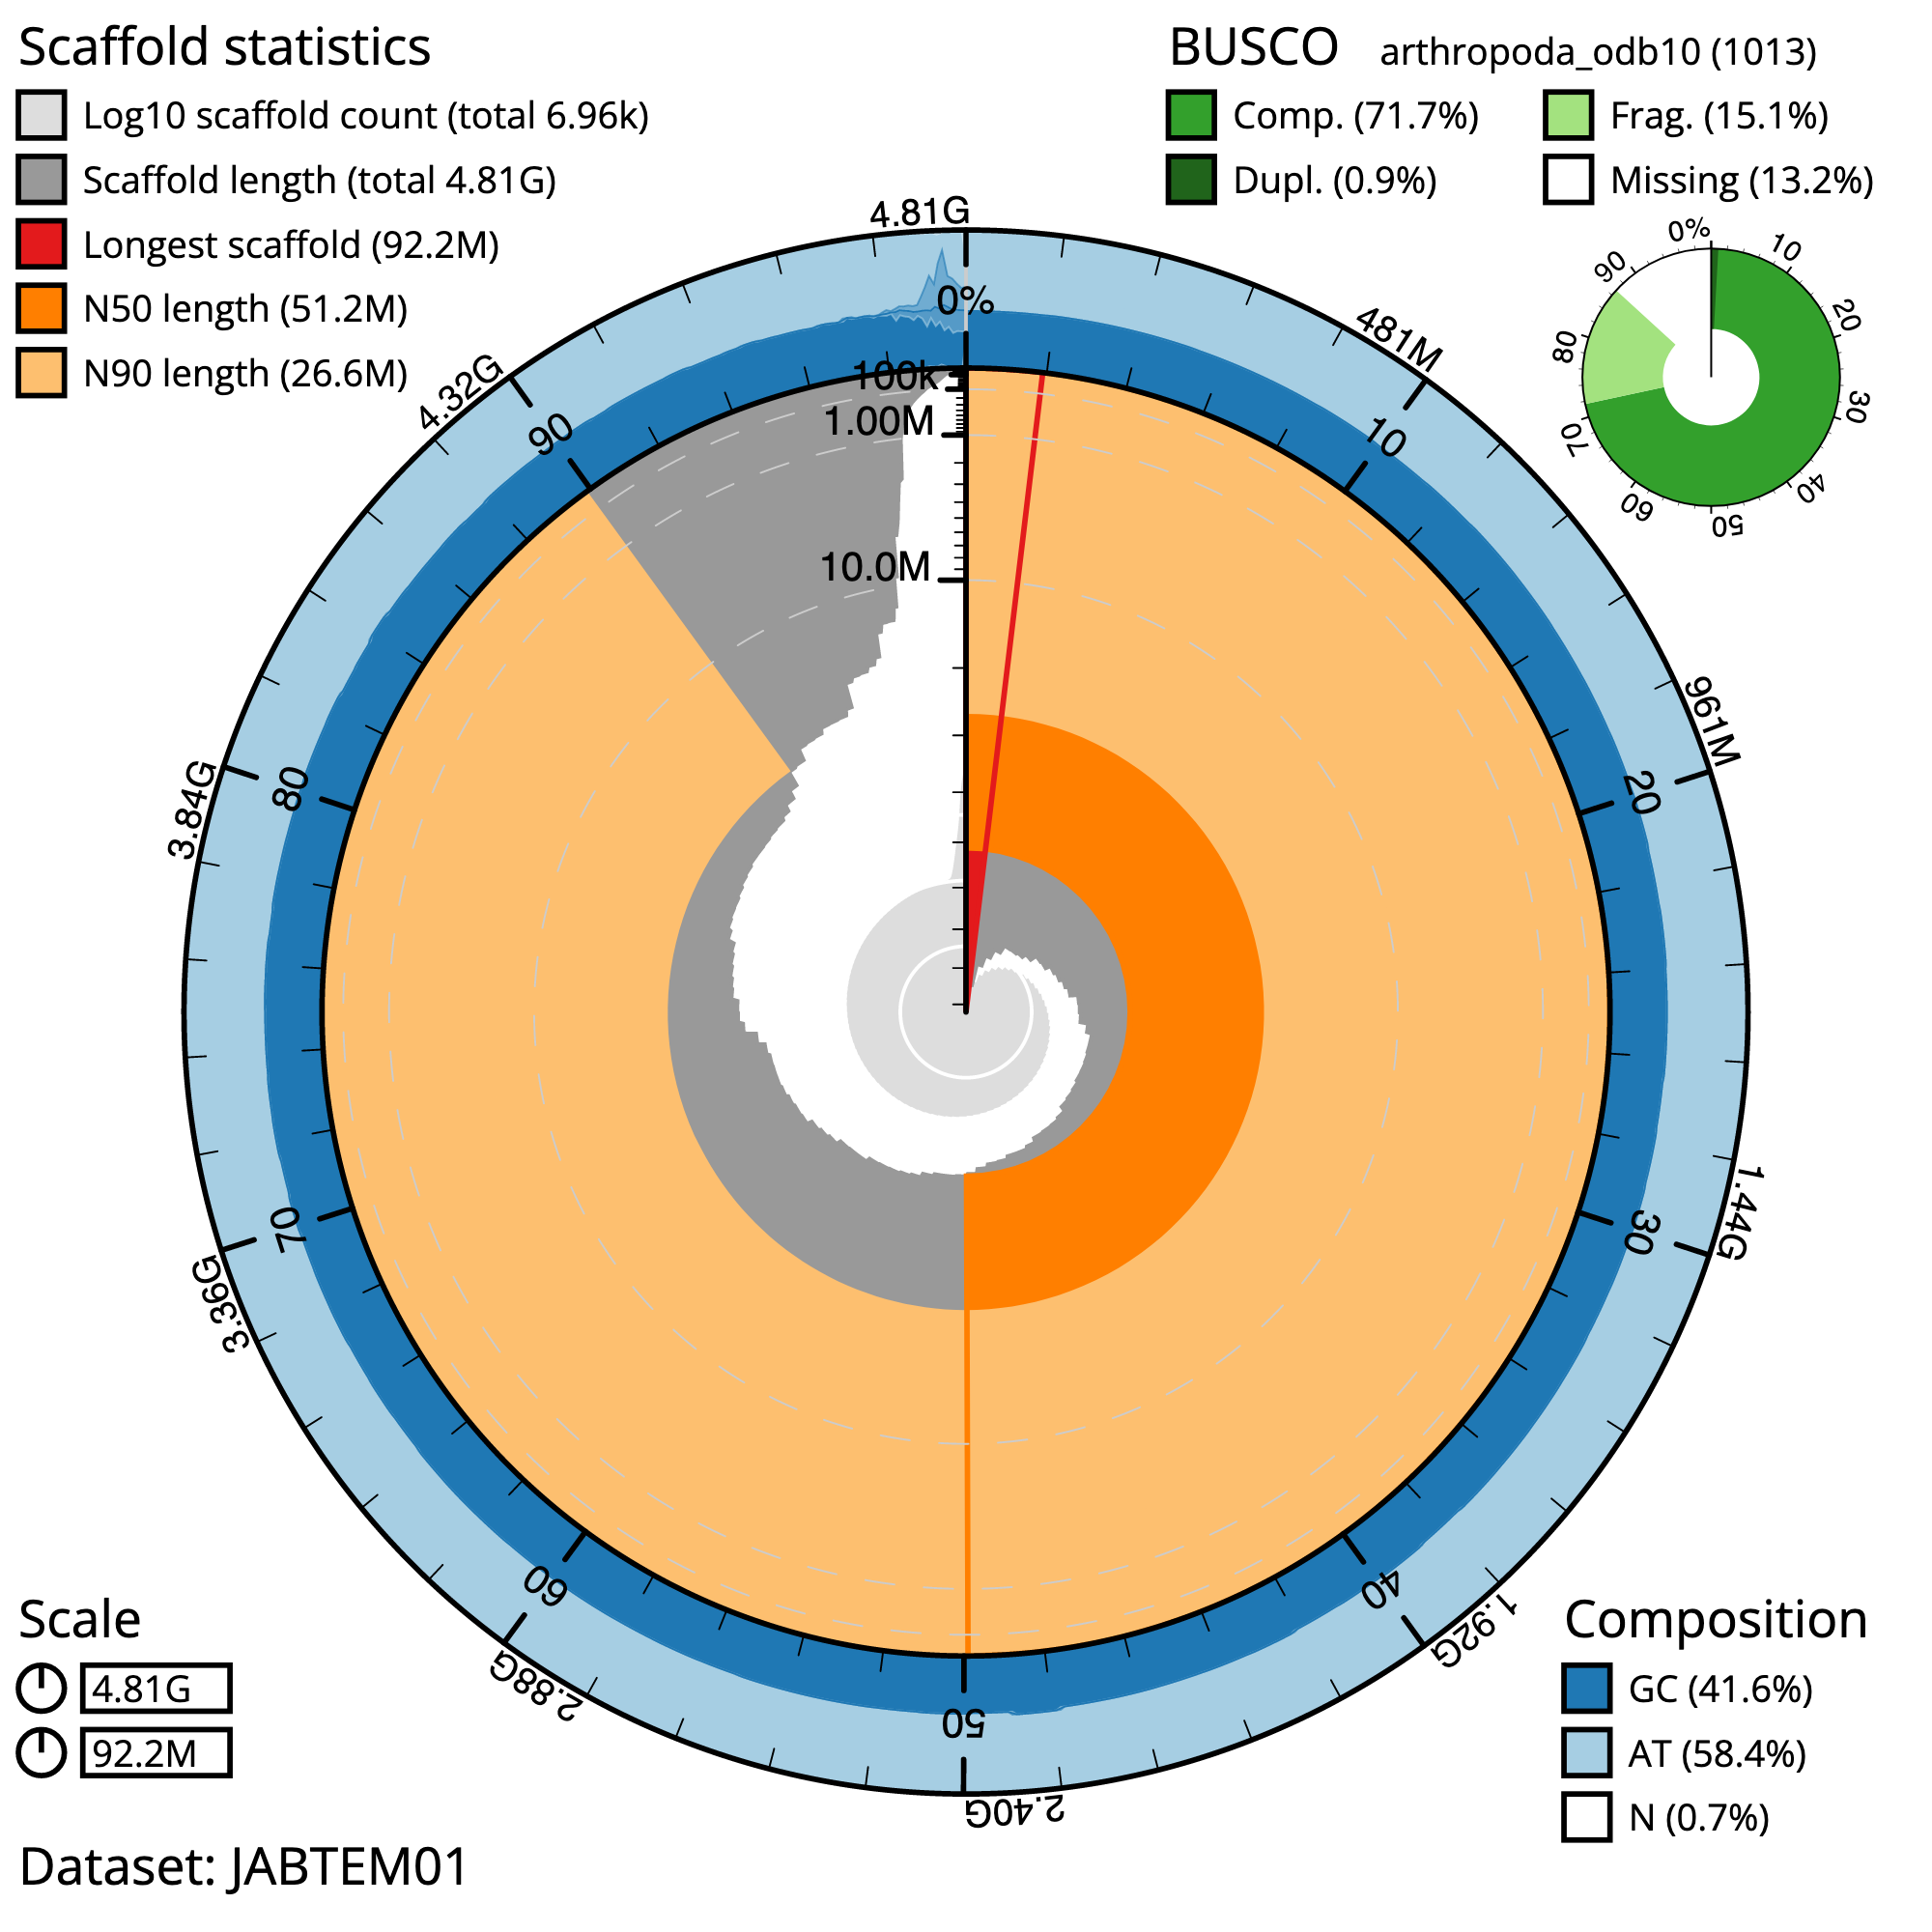 Scaffold statistics
Log10 scaffold count (total 6.96k)
Scaffold length (total 4.81G)
Longest scaffold (92.2M)
N50 length (51.2M)
N90 length (26.6M)
BUSCO arthropoda_odb10 (1013)
Comp. (71.7%)
Frag. (15.1%)
Dupl. (0.9%)
Missing (13.2%)
0%
10
20
30
40
50
60
70
80
90
4.81G
481M
961M
1.44G
1.92G
2.40G
2.88G
3.36G
3.84G
4.32G
0%
10
20
30
40
50
60
70
80
90
100k
1.00M
10.0M
Scale
4.81G
92.2M
Composition
GC (41.6%)
AT (58.4%)
N (0.7%)
Dataset: JABTEM01